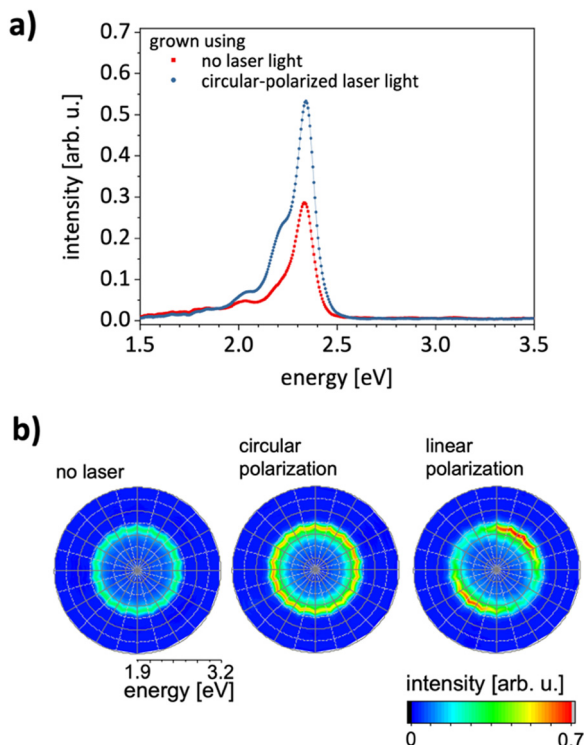 a)
grown using
no laser light
circular-polarized laser light
intensity [arb. u.]
0.7
0.6
0.5
0.4
0.3
0.2
0.1
0.0
1.5 2.0 2.5 3.0 3.5
energy [eV]
b)
no laser
circular
polarization
linear
polarization
1.9 3.2
energy [eV]
intensity [arb. u.]
0 0.7